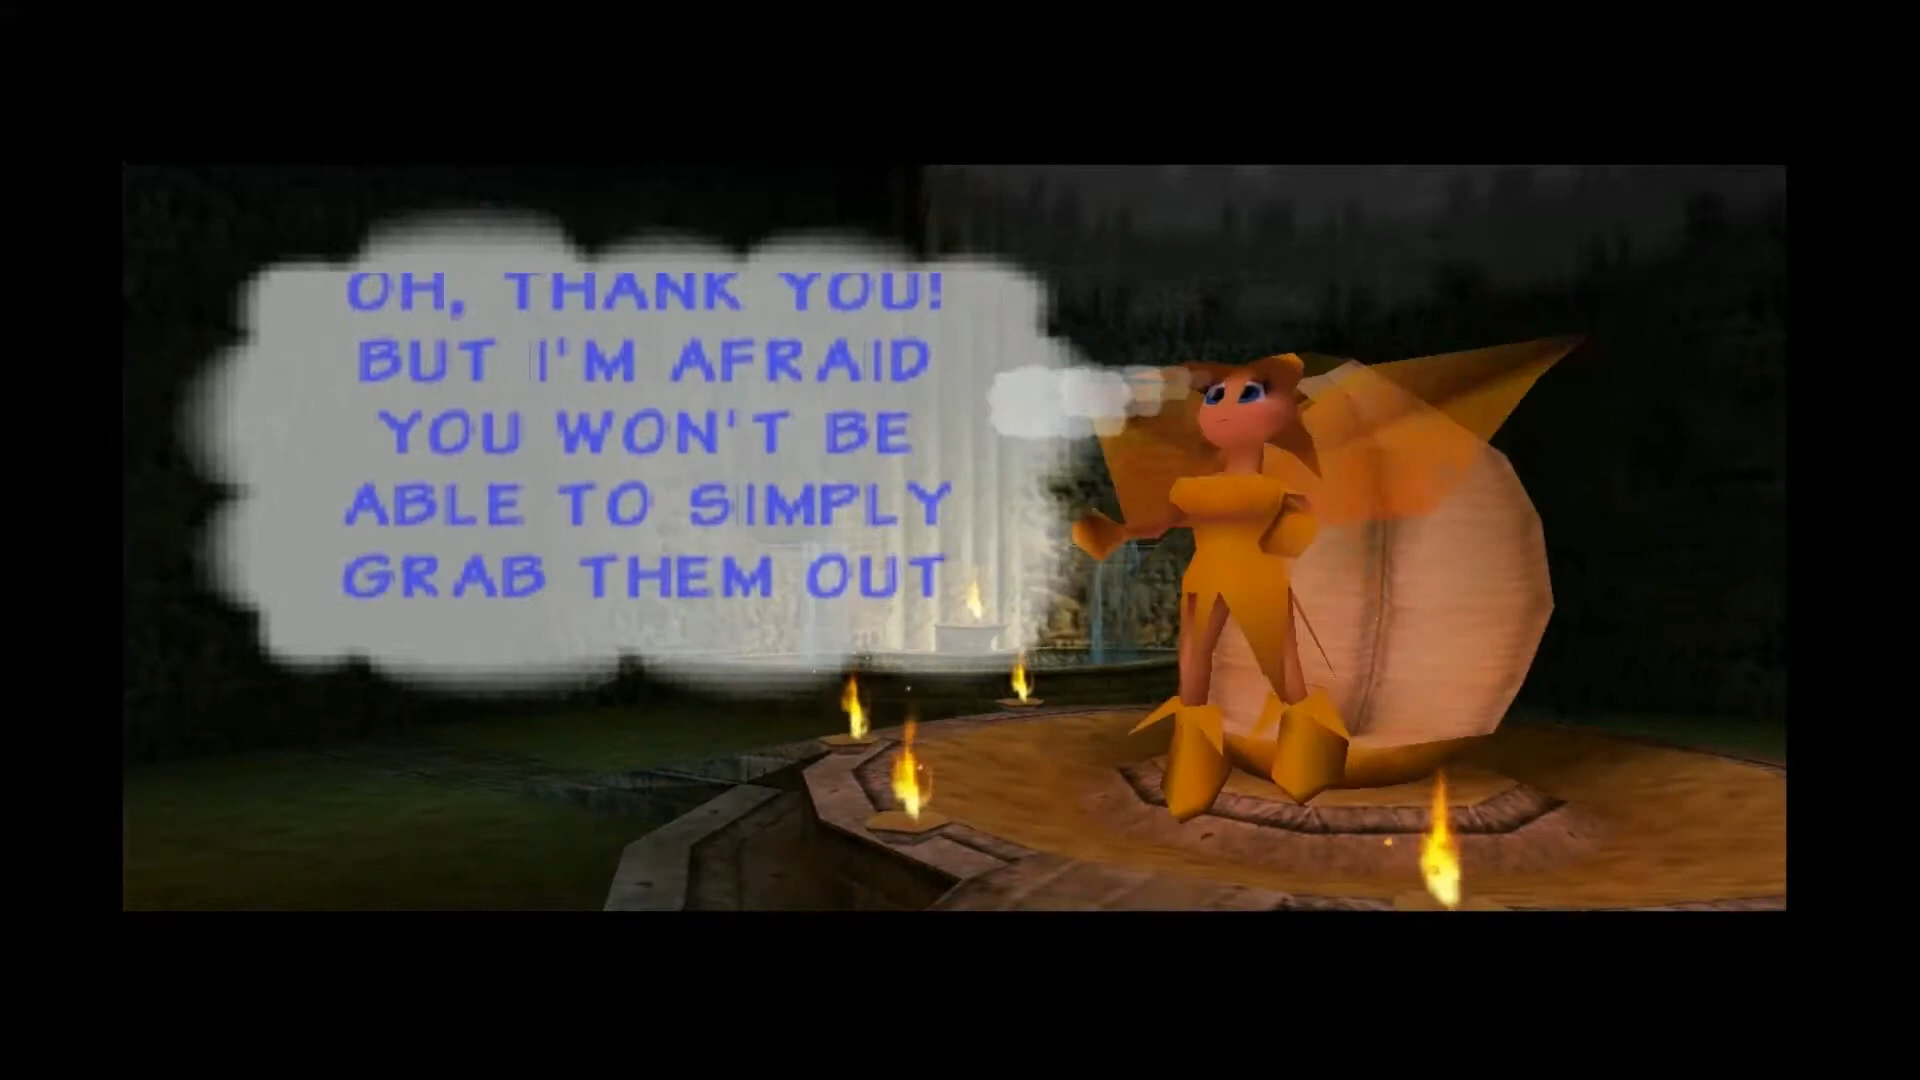 OH, THANK YOU!
BUT I'M AFRAID
YOU WON'T BE
ABLE TO SIMPLY
GRAB THEM OUT